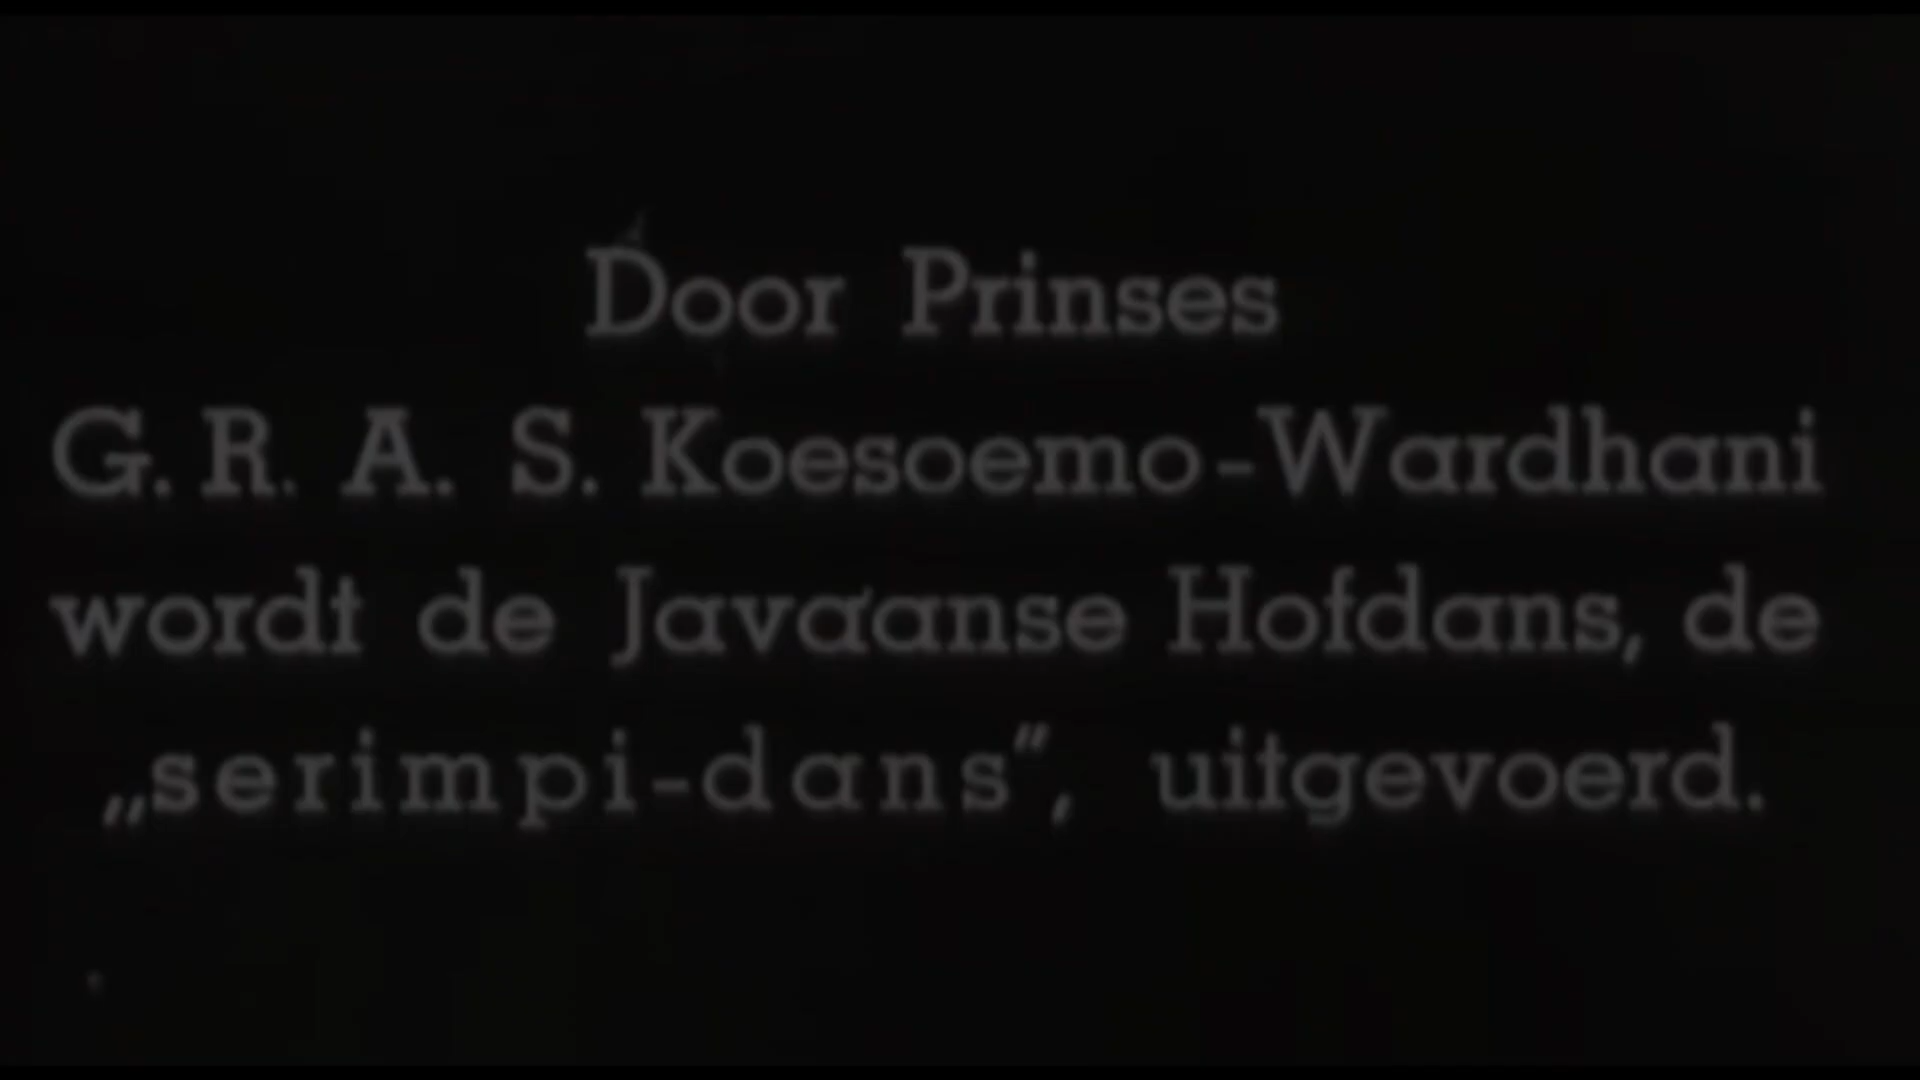 Door Prinses
G. R. A. S. Koesoemo-Wardhani
wordt de Javaanse Hofdans, de
„serimpi-dans”, uitgevoerd.